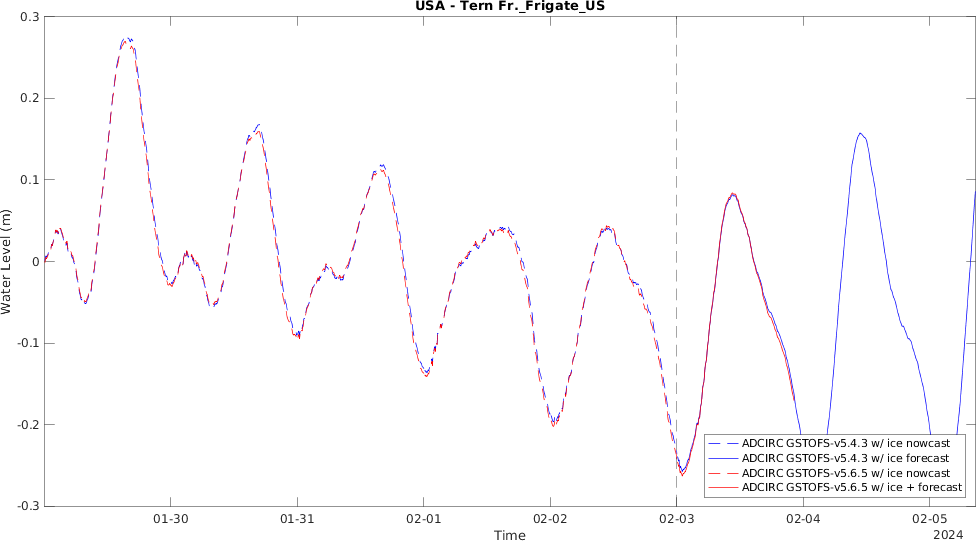 USA - Tern Fr._Frigate_US
0.3
0.2
0.1
0
-0.1
-0.2
-0.3
Water Level (m)
01-30 01-31 02-01 02-02 02-03 02-04 02-05
Time
2024
ADCIRC GSTOFS-v5.4.3 w/ ice nowcast
ADCIRC GSTOFS-v5.4.3 w/ ice forecast
ADCIRC GSTOFS-v5.6.5 w/ ice nowcast
ADCIRC GSTOFS-v5.6.5 w/ ice + forecast